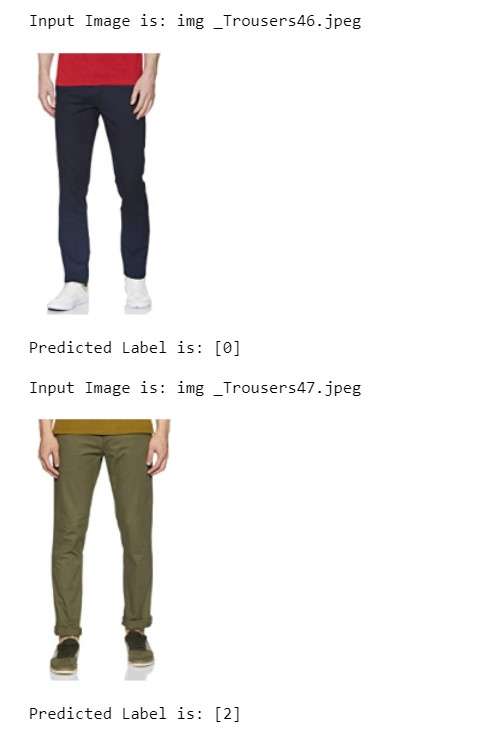 Input Image is: img _Trousers46.jpeg
Predicted Label is: [0]
Input Image is: img _Trousers47.jpeg
Predicted Label is: [2]